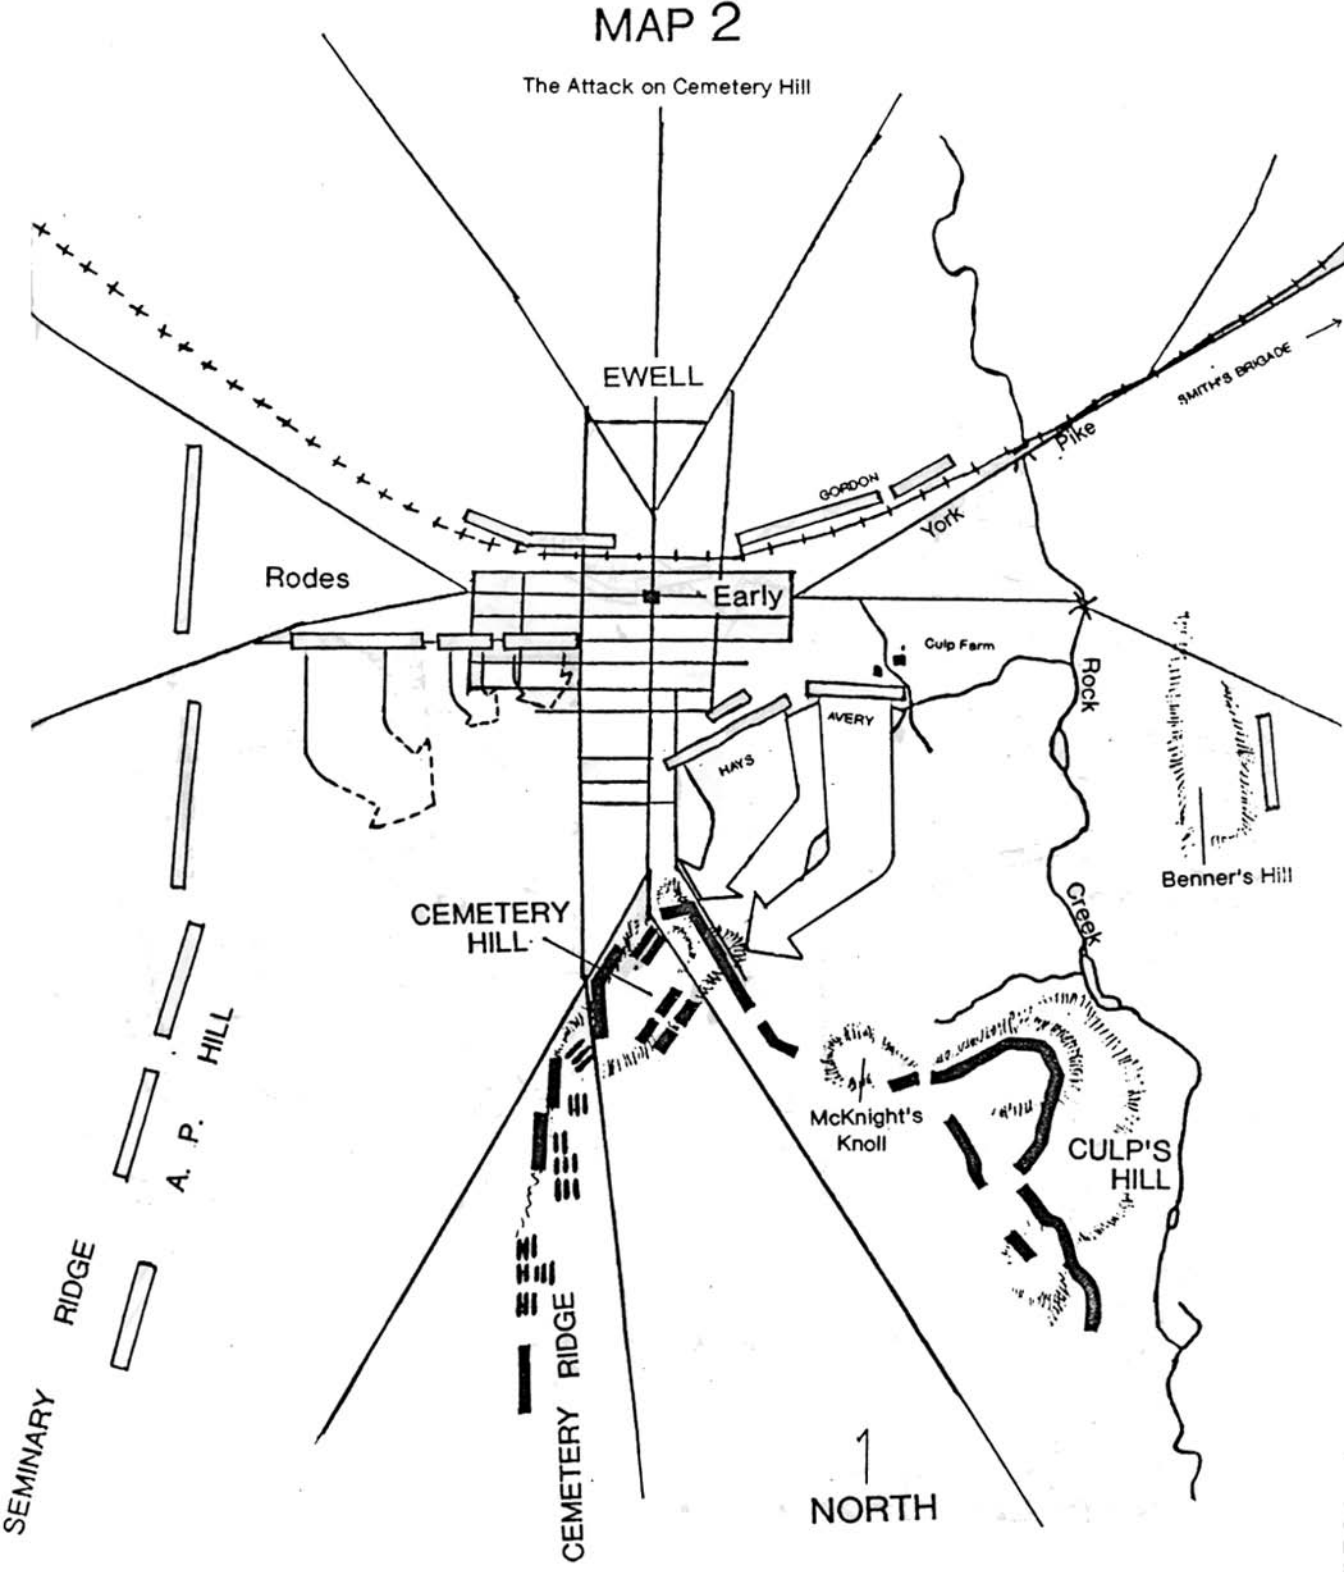 MAP 2
The Attack on Cemetery Hill
EWELL
SMITH'S BRIGADE
Pike
GORDON
York
Rodes
Early
Culp Farm
Rock
AVERY
HAYS
Benner's Hill
Creek
CEMETERY
HILL
A. P. HILL
McKnight's
Knoll
CULP'S
HILL
SEMINARY RIDGE
CEMETERY RIDGE
NORTH